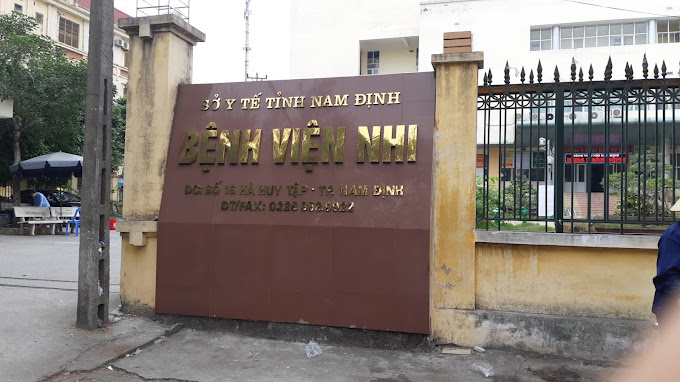 SỞ Y TẾ TỈNH NAM ĐỊNH
BỆNH VIỆN NHI
ĐC: SỐ 16 HÀ HUY TẬP - TP. NAM ĐỊNH
ĐT/FAX: 0228